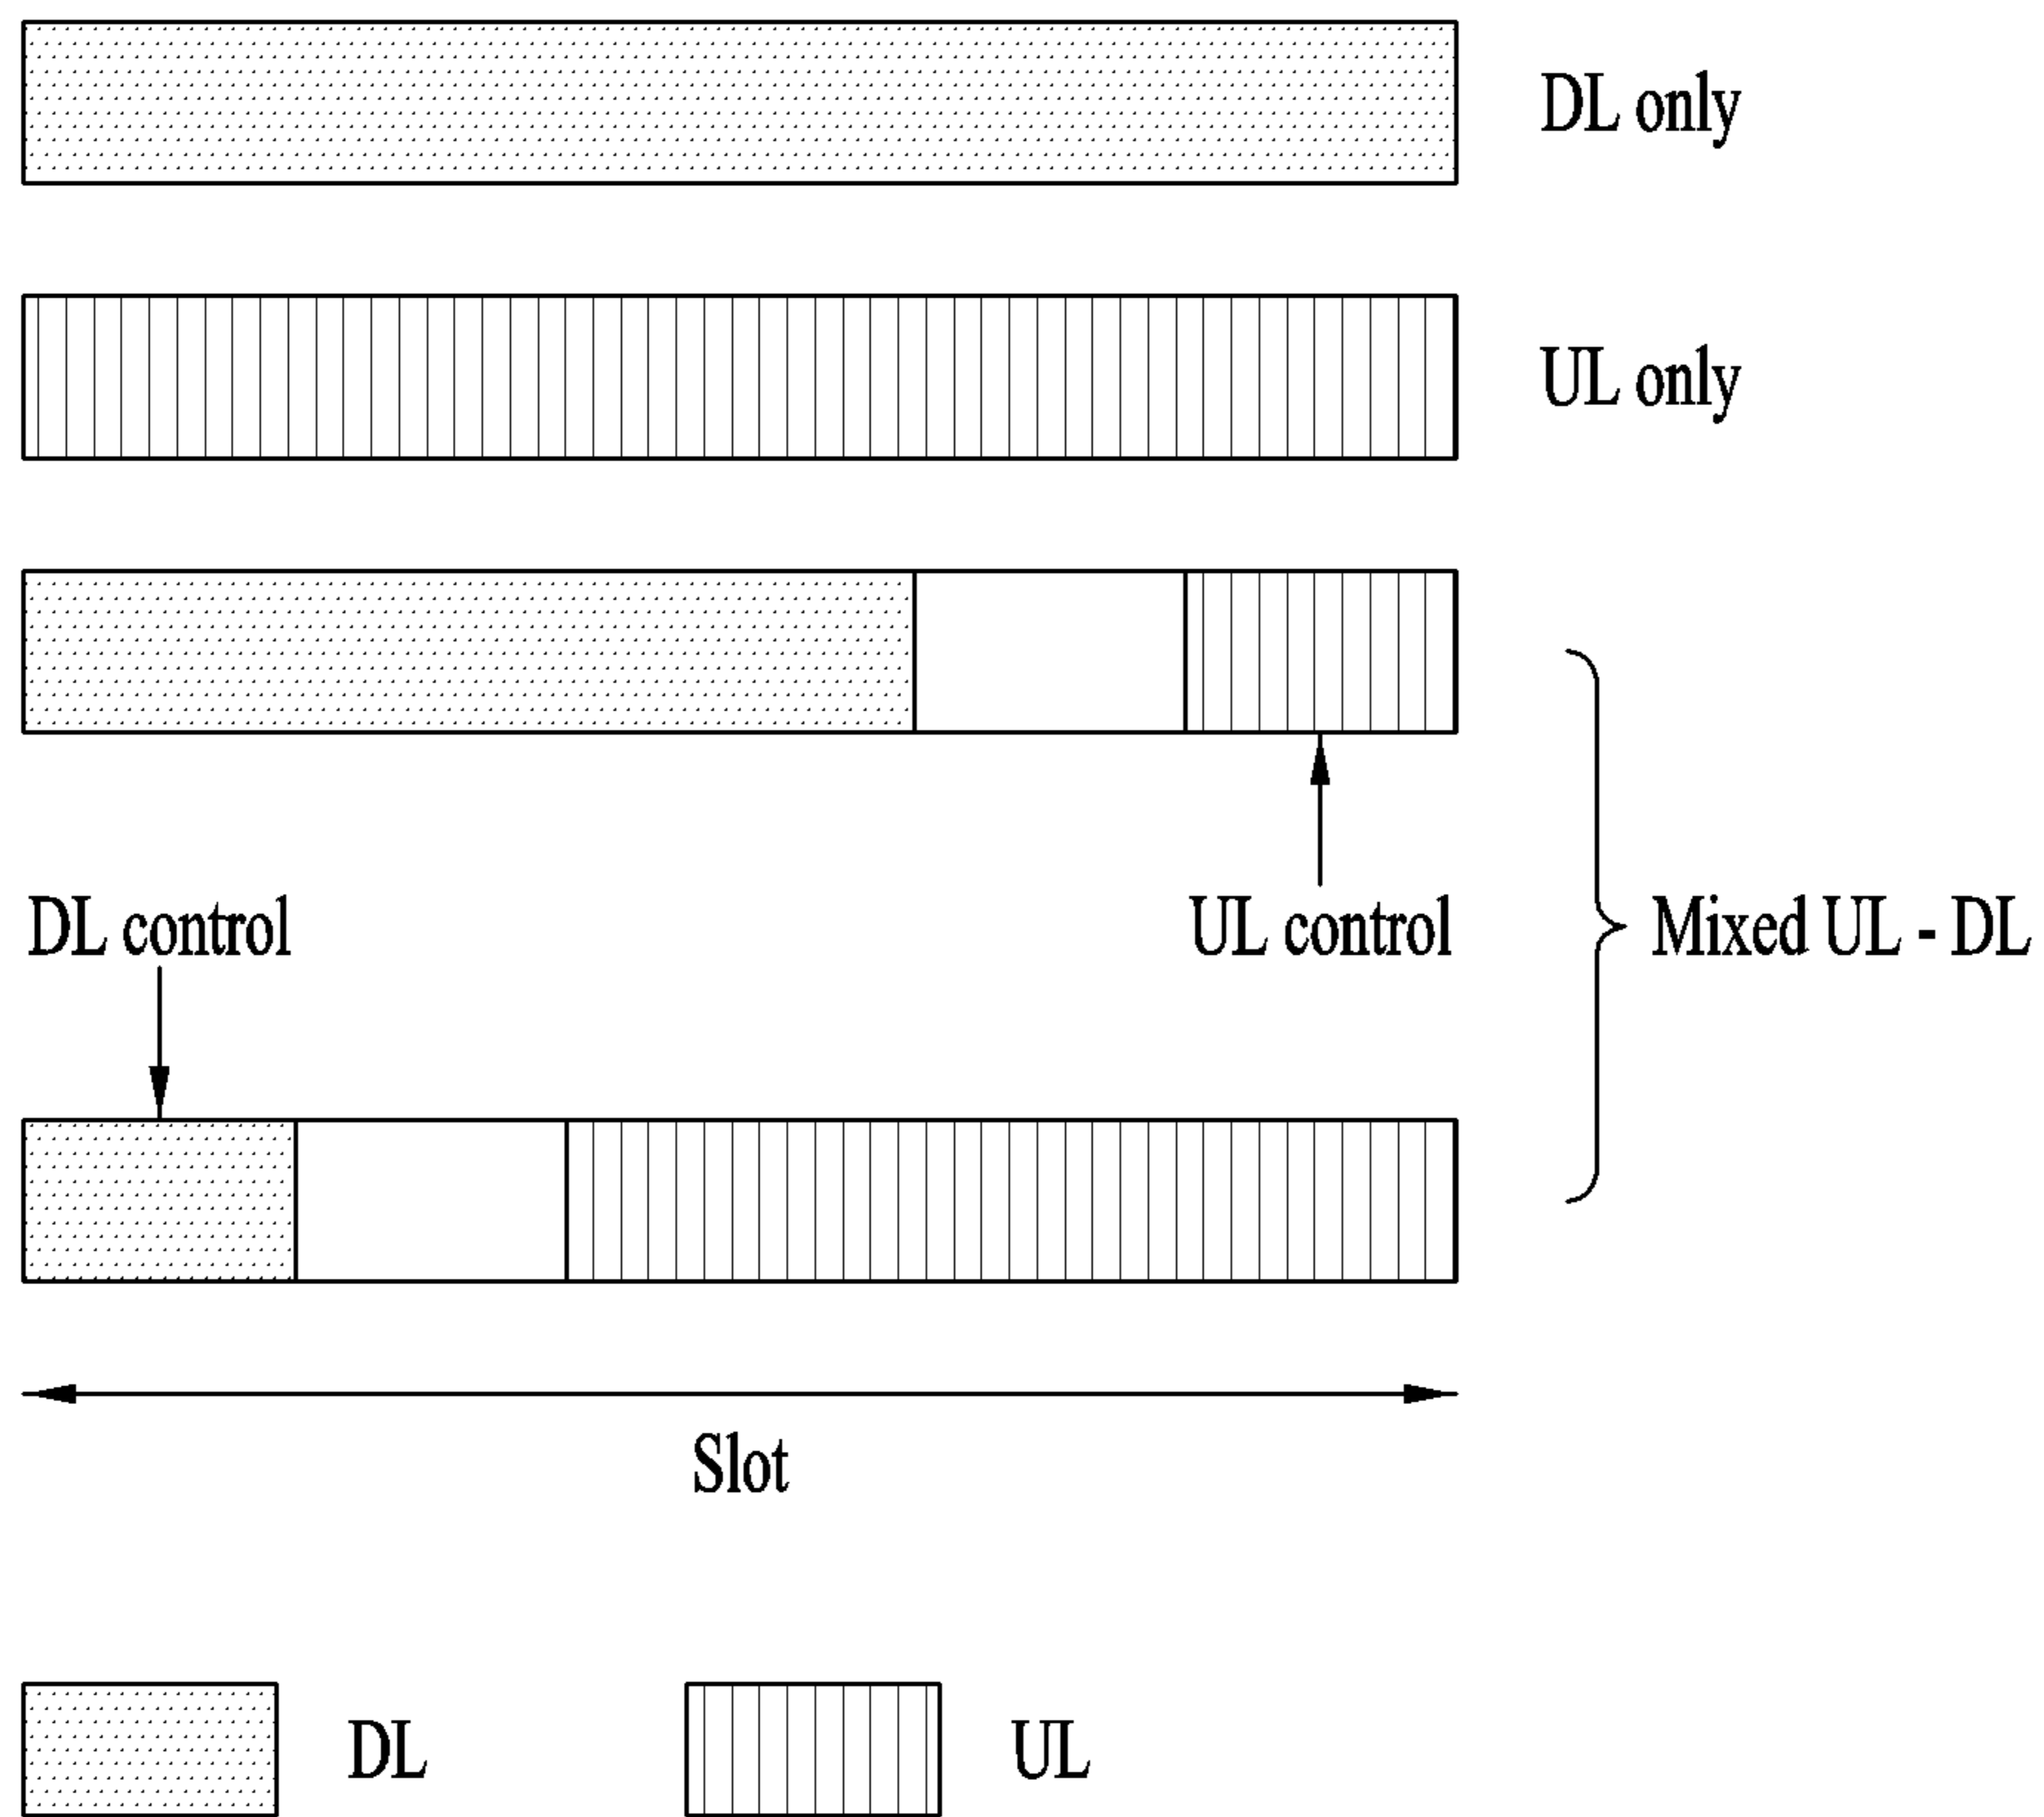 DL only
UL only
DL control
UL control
Mixed UL - DL
Slot
DL
UL